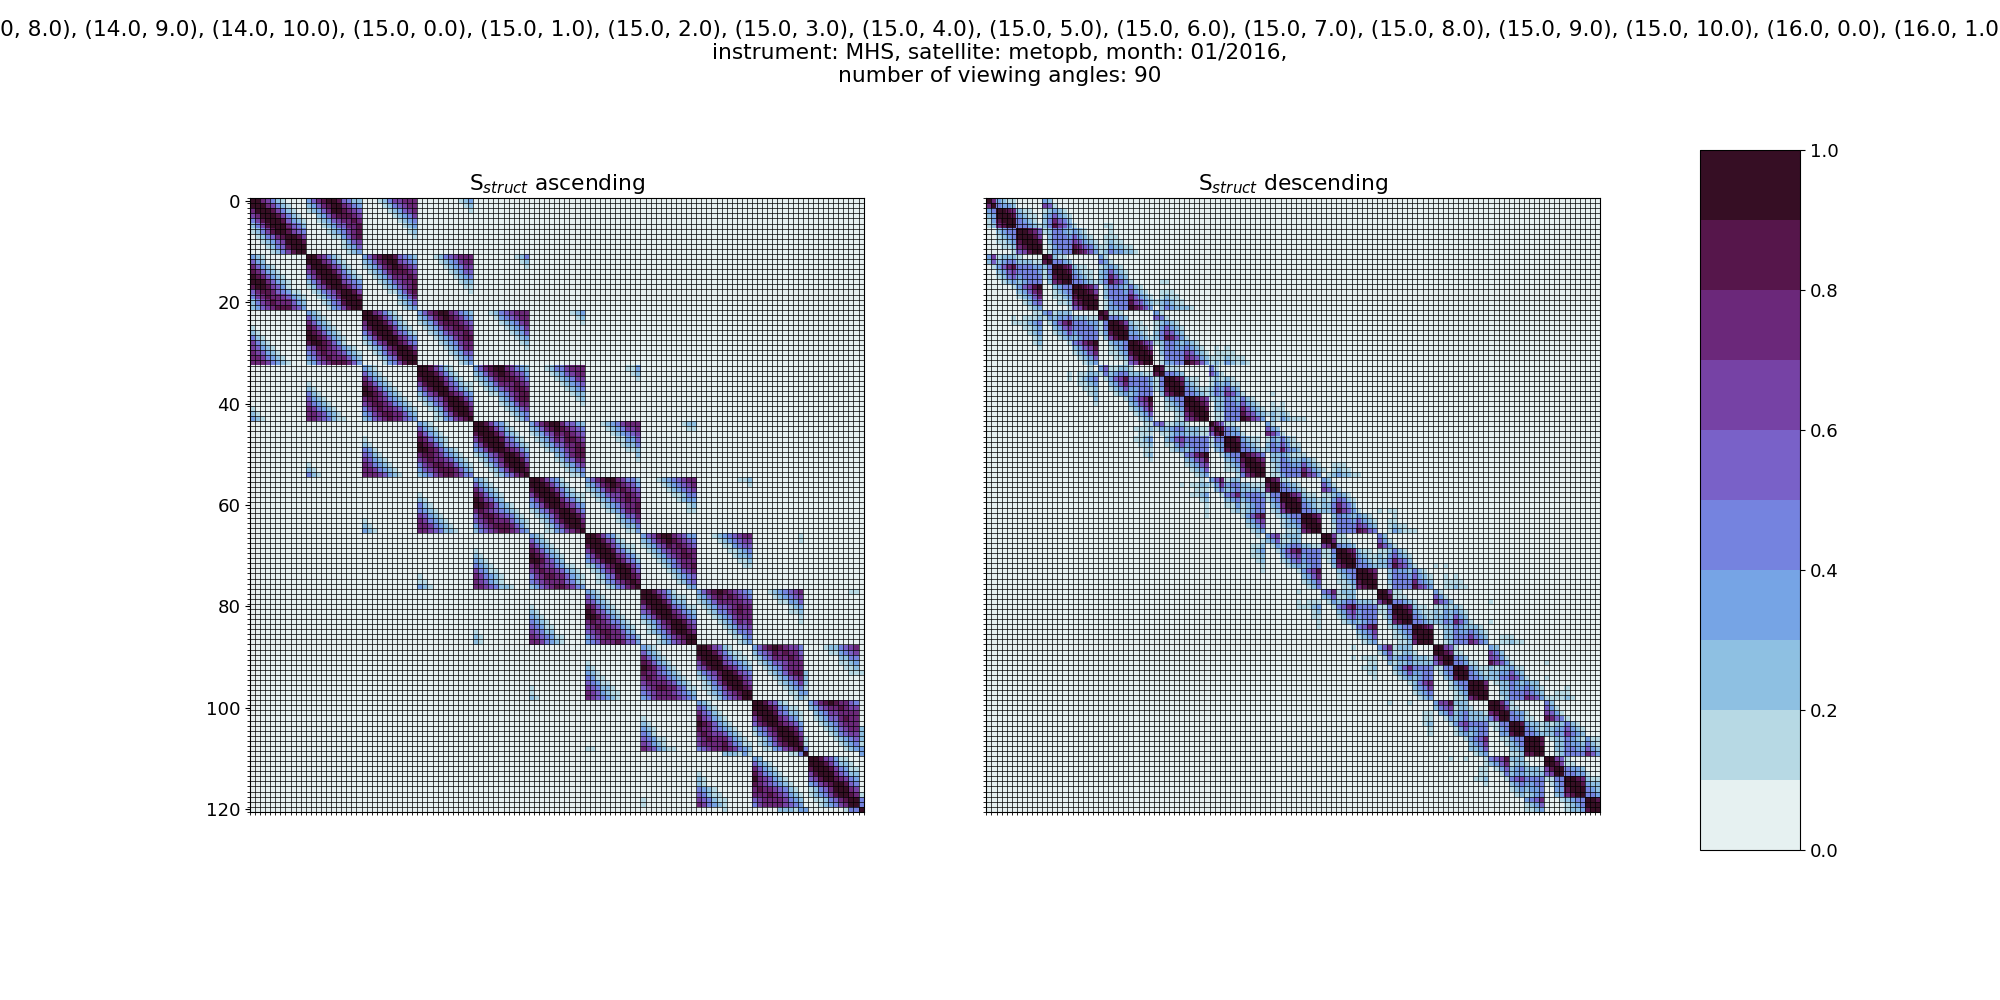 0, 8.0), (14.0, 9.0), (14.0, 10.0), (15.0, 0.0), (15.0, 1.0), (15.0, 2.0), (15.0, 3.0), (15.0, 4.0), (15.0, 5.0), (15.0, 6.0), (15.0, 7.0), (15.0, 8.0), (15.0, 9.0), (15.0, 10.0), (16.0, 0.0), (16.0, 1.0
instrument: MHS, satellite: metopb, month: 01/2016,
number of viewing angles: 90
S_struct ascending
0
20
40
60
80
100
120
S_struct descending
1.0
0.8
0.6
0.4
0.2
0.0